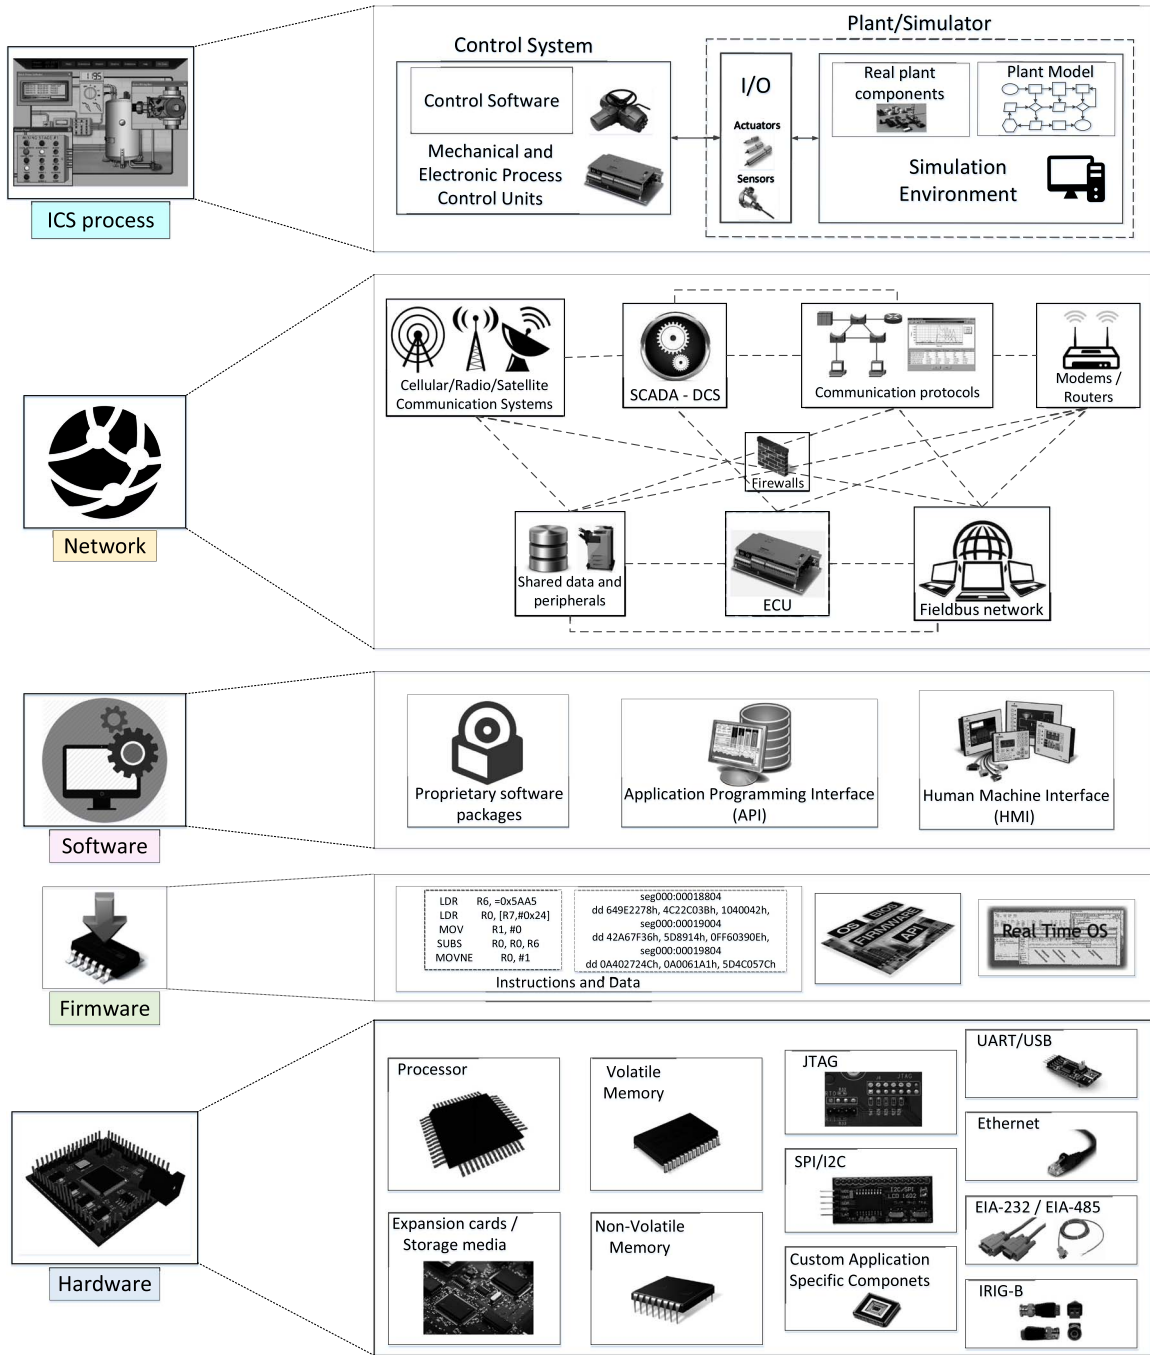 Plant/Simulator
Control System
I/O
Real plant
components
Plant Model
Control Software
Actuators
Mechanical and
Electronic Process
Control Units
Sensors
Simulation
Environment
ICS process
Cellular/Radio/Satellite
Communication Systems
SCADA - DCS
Communication protocols
Modems /
Routers
Firewalls
Network
Shared data and
peripherals
ECU
Fieldbus network
Proprietary software
packages
Application Programming Interface
(API)
Human Machine Interface
(HMI)
Software
LDR R6, =0x5AA5
LDR R0, [R7,#0x24]
MOV R1, #0
SUBS R0, R0, R6
MOVNE R0, #1
seg000:00018804
dd 649E2278h, 4C22C03Bh, 1040042h,
seg000:00019004
dd 42A67F36h, 5D8914h, 0FF60390Eh,
seg000:00019804
dd 0A402724Ch, 0A0061A1h, 5D4C057Ch
Instructions and Data
OS
BIOS
FIRMWARE
API
Real Time OS
Firmware
Processor
Volatile
Memory
JTAG
JTAG
UART/USB
Ethernet
SPI/I2C
I2C/SPI
LCD 1602
Expansion cards /
Storage media
Non-Volatile
Memory
EIA-232 / EIA-485
Custom Application
Specific Componets
IRIG-B
Hardware